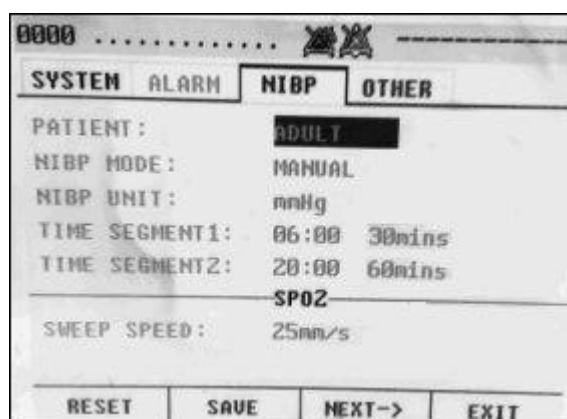 0000 .............. ------------
SYSTEM ALARM NIBP OTHER
PATIENT: ADULT
NIBP MODE: MANUAL
NIBP UNIT: mmHg
TIME SEGMENT1: 06:00 30mins
TIME SEGMENT2: 20:00 60mins
SPO2
SWEEP SPEED: 25mm/s
RESET SAVE NEXT-> EXIT